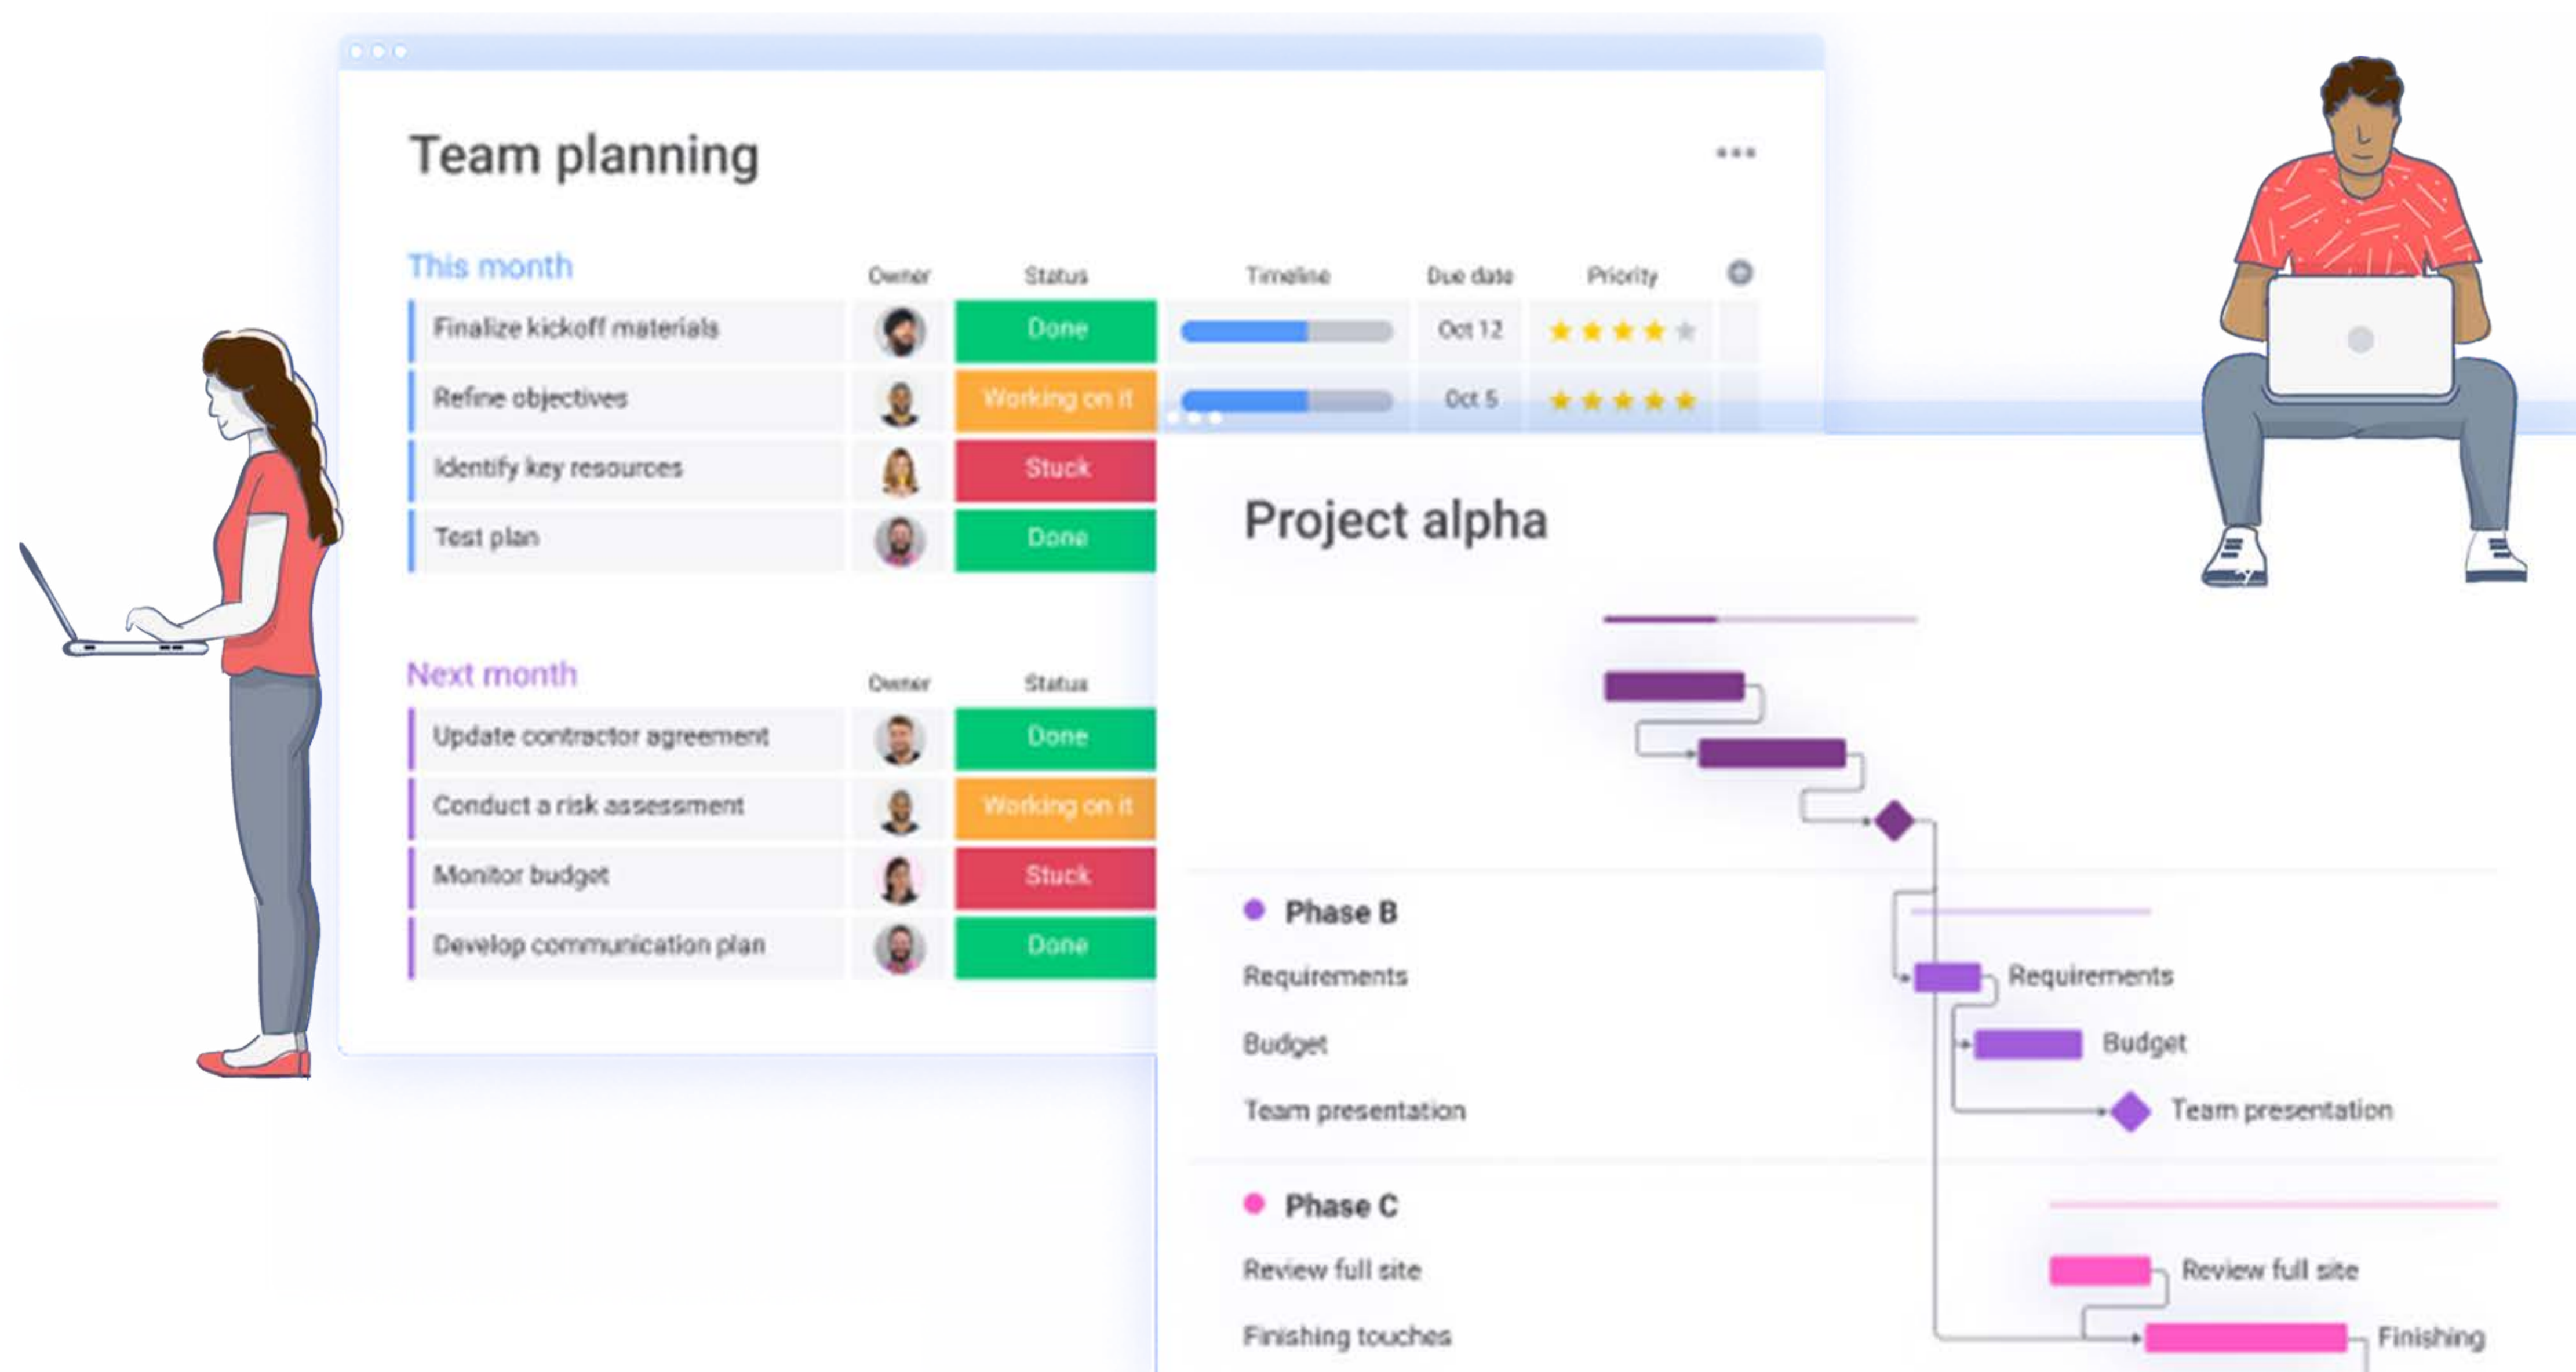 Team planning
This month Owner Status Timeline Due date Priority
Finalize kickoff materials Done Oct 12
Refine objectives Working on it Oct 5
Identify key resources Stuck
Test plan Done
Next month Owner Status
Update contractor agreement Done
Conduct a risk assessment Working on it
Monitor budget Stuck
Develop communication plan Done
Project alpha
Phase B
Requirements Requirements
Budget Budget
Team presentation Team presentation
Phase C
Review full site Review full site
Finishing touches Finishing